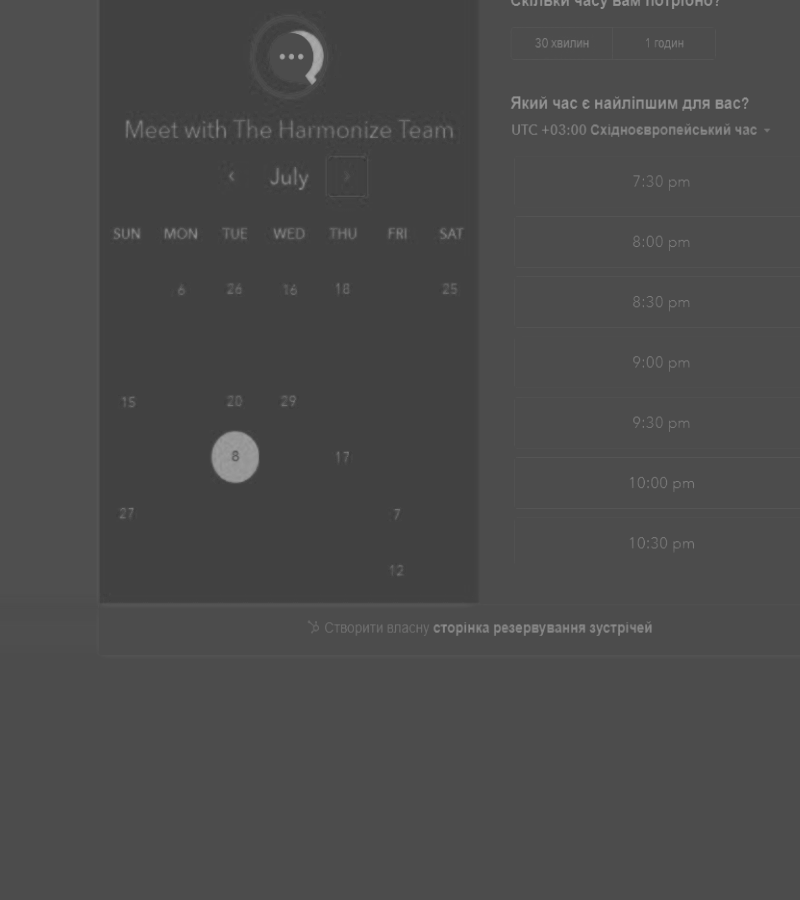 Скільки часу вам потрібно?
30 хвилин 1 годин
Meet with The Harmonize Team
July
SUN MON TUE WED THU FRI SAT
6 26 16 18 25
15 20 29
8 17
27 7
12
Який час є найліпшим для вас?
UTC +03:00 Східноєвропейський час
7:30 pm
8:00 pm
8:30 pm
9:00 pm
9:30 pm
10:00 pm
10:30 pm
Створити власну сторінка резервування зустрічей